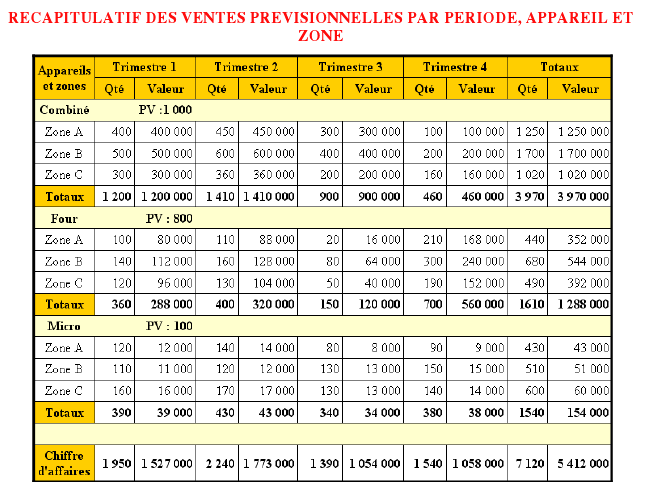 RECAPITULATIF DES VENTES PREVISIONNELLES PAR PERIODE, APPAREIL ET
ZONE
Appareils et zones Trimestre 1 Trimestre 2 Trimestre 3 Trimestre 4 Totaux
Qté Valeur Qté Valeur Qté Valeur Qté Valeur Qté Valeur
Combiné PV :1 000
Zone A 400 400 000 450 450 000 300 300 000 100 100 000 1 250 1 250 000
Zone B 500 500 000 600 600 000 400 400 000 200 200 000 1 700 1 700 000
Zone C 300 300 000 360 360 000 200 200 000 160 160 000 1 020 1 020 000
Totaux 1 200 1 200 000 1 410 1 410 000 900 900 000 460 460 000 3 970 3 970 000
Four PV : 800
Zone A 100 80 000 110 88 000 20 16 000 210 168 000 440 352 000
Zone B 140 112 000 160 128 000 80 64 000 300 240 000 680 544 000
Zone C 120 96 000 130 104 000 50 40 000 190 152 000 490 392 000
Totaux 360 288 000 400 320 000 150 120 000 700 560 000 1610 1 288 000
Micro PV : 100
Zone A 120 12 000 140 14 000 80 8 000 90 9 000 430 43 000
Zone B 110 11 000 120 12 000 130 13 000 150 15 000 510 51 000
Zone C 160 16 000 170 17 000 130 13 000 140 14 000 600 60 000
Totaux 390 39 000 430 43 000 340 34 000 380 38 000 1540 154 000
Chiffre d'affaires 1 950 1 527 000 2 240 1 773 000 1 390 1 054 000 1 540 1 058 000 7 120 5 412 000